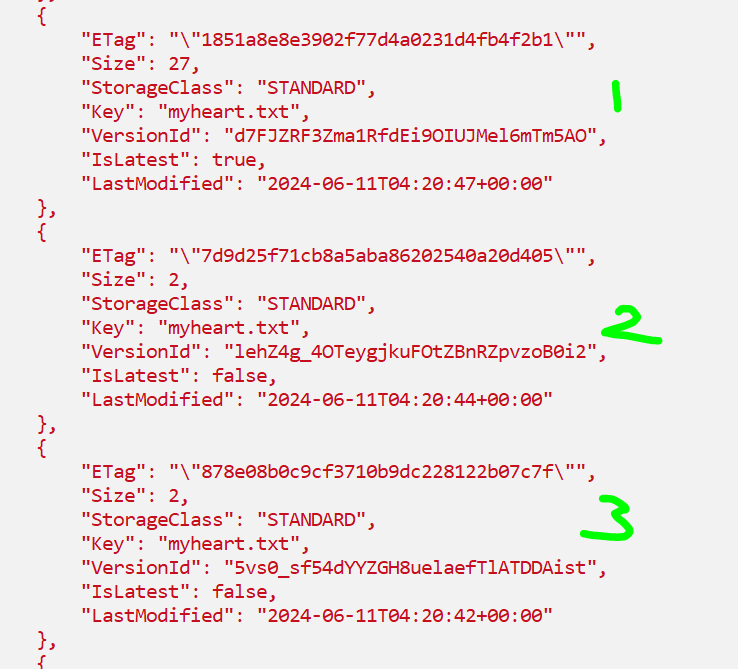 {
"ETag": "\"1851a8e8e3902f77d4a0231d4fb4f2b1\"",
"Size": 27,
"StorageClass": "STANDARD",
1
"Key": "myheart.txt",
"VersionId": "d7FJZRF3Zma1RfdEi9OIUJMel6mTm5AO",
"IsLatest": true,
"LastModified": "2024-06-11T04:20:47+00:00"
},
{
"ETag": "\"7d9d25f71cb8a5aba86202540a20d405\"",
"Size": 2,
"StorageClass": "STANDARD",
"Key": "myheart.txt",
2
"VersionId": "lehZ4g_4OTeygjkuFOtZBnRZpvzoB0i2",
"IsLatest": false,
"LastModified": "2024-06-11T04:20:44+00:00"
},
{
"ETag": "\"878e08b0c9cf3710b9dc228122b07c7f\"",
"Size": 2,
"StorageClass": "STANDARD",
3
"Key": "myheart.txt",
"VersionId": "5vs0_sf54dYYZGH8uelaefTlATDDAist",
"IsLatest": false,
"LastModified": "2024-06-11T04:20:42+00:00"
},
{